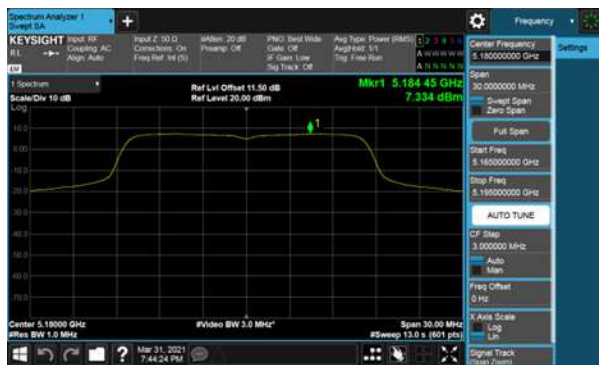 Spectrum Analyzer 1
Swept SA
Frequency
KEYSIGHT
Input: RF
Coupling: AC
Align: Auto
Input Z: 50 Ω
Corrections: On
Freq Ref: Int (S)
#Atten: 20 dB
Preamp: Off
PNO: Best Wide
Gate: Off
IF Gain: Low
Sig Track: Off
Avg Type: Power (RMS)
Avg|Hold: 1/1
Trig: Free Run
1 2 3 4 5 6
A W W W W W
A N N N N N
1 Spectrum
Scale/Div 10 dB
Log
Ref Lvl Offset 11.50 dB
Ref Level 20.00 dBm
Mkr1 5.184 45 GHz
7.334 dBm
10.0
0.00
-10.0
-20.0
-30.0
-40.0
-50.0
-60.0
-70.0
1
Center 5.18000 GHz
#Res BW 1.0 MHz
#Video BW 3.0 MHz*
Span 30.00 MHz
#Sweep 13.0 s (601 pts)
Mar 31, 2021
7:44:24 PM
Center Frequency
5.180000000 GHz
Settings
Span
30.0000000 MHz
Swept Span
Zero Span
Full Span
Start Freq
5.165000000 GHz
Stop Freq
5.195000000 GHz
AUTO TUNE
CF Step
3.000000 MHz
Auto
Man
Freq Offset
0 Hz
X Axis Scale
Log
Lin
Signal Track
(Span Zoom)